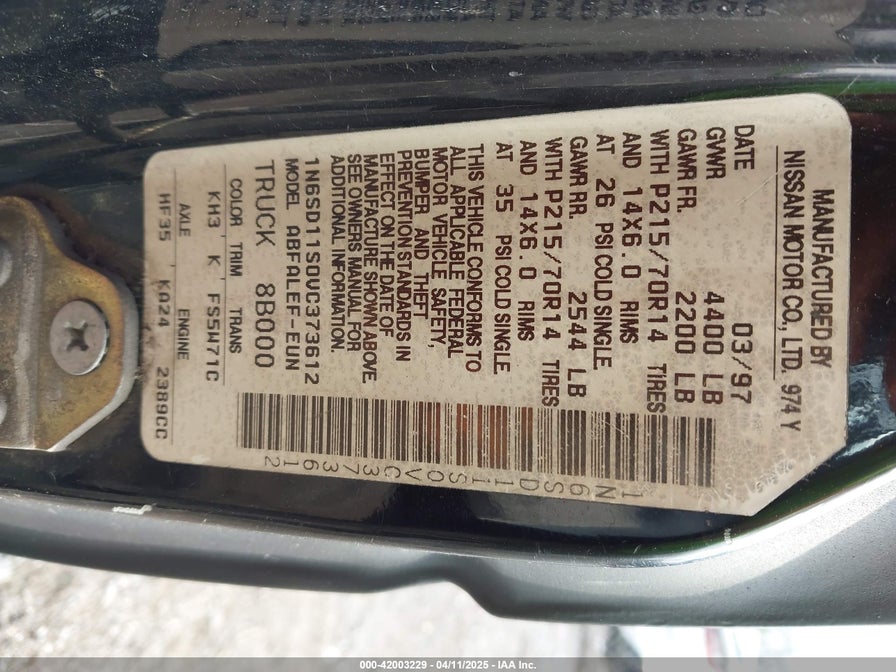 MANUFACTURED BY
NISSAN MOTOR CO., LTD. 974 Y
DATE 03/97
GVWR 4400 LB
GAWR FR. 2200 LB
WITH P215/70R14 TIRES
AND 14X6.0 RIMS
AT 26 PSI COLD SINGLE
GAWR RR. 2544 LB
WITH P215/70R14 TIRES
AND 14X6.0 RIMS
AT 35 PSI COLD SINGLE
THIS VEHICLE CONFORMS TO
ALL APPLICABLE FEDERAL
MOTOR VEHICLE SAFETY,
BUMPER AND THEFT
PREVENTION STANDARDS IN
EFFECT ON THE DATE OF
MANUFACTURE SHOWN ABOVE.
SEE OWNERS MANUAL FOR
ADDITIONAL INFORMATION.
1N6SD11S0VC373612
MODEL ABFALEF-EUN
TRUCK 8B000
COLOR TRIM TRANS
KH3 K FS5W71C
AXLE ENGINE
HF35 KA24 2389CC
1N6SD11S0VC373612
000-42003229 - 04/11/2025 - IAA Inc.